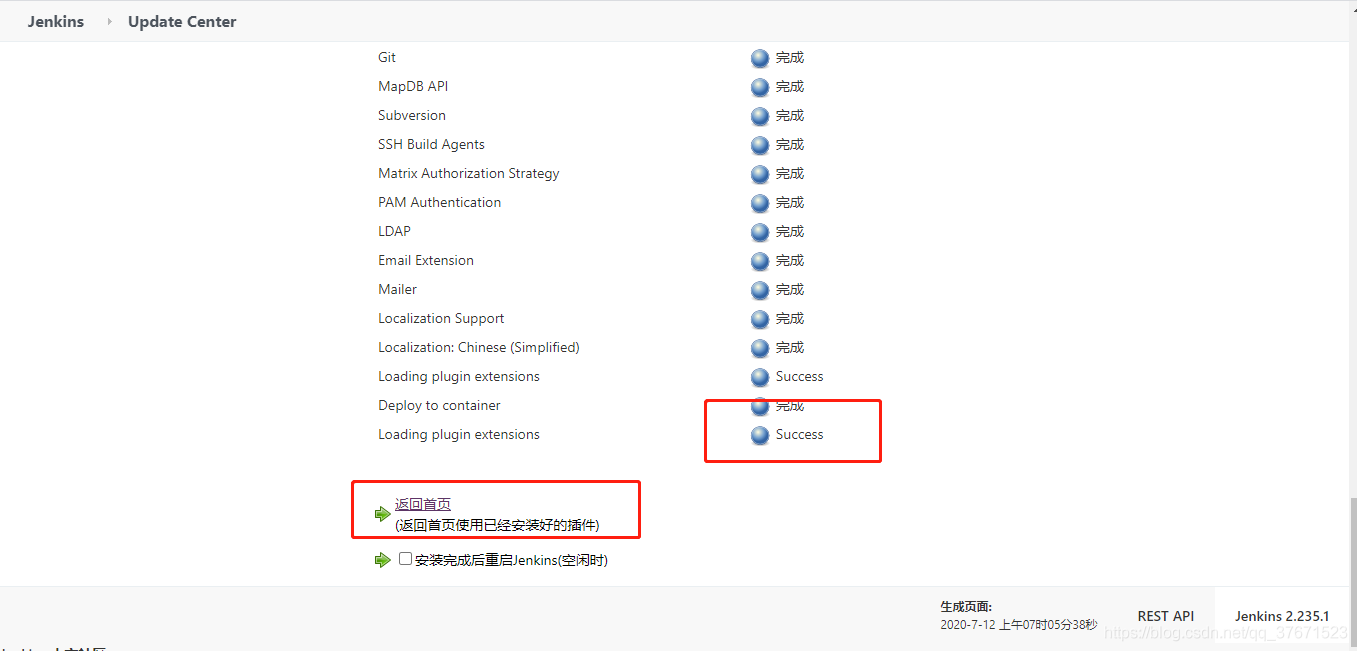 Jenkins Update Center
Git 完成
MapDB API 完成
Subversion 完成
SSH Build Agents 完成
Matrix Authorization Strategy 完成
PAM Authentication 完成
LDAP 完成
Email Extension 完成
Mailer 完成
Localization Support 完成
Localization: Chinese (Simplified) 完成
Loading plugin extensions Success
Deploy to container 完成
Loading plugin extensions Success
返回首页
(返回首页使用已经安装好的插件)
安装完成后重启Jenkins(空闲时)
生成页面:
2020-7-12 上午07时05分38秒
REST API
Jenkins 2.235.1
https://blog.csdn.net/qq_37671523